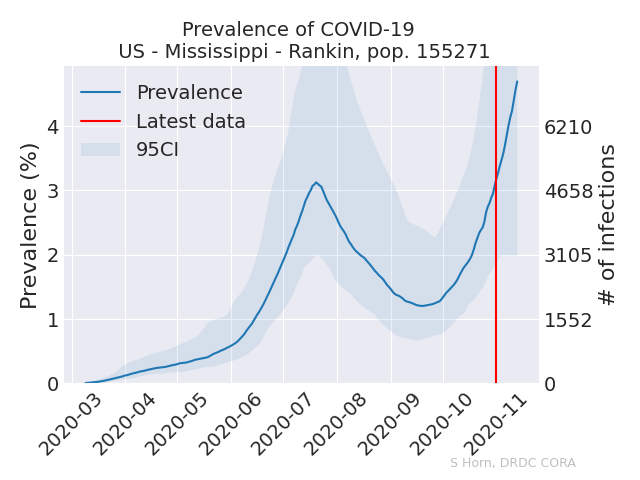 Prevalence of COVID-19
US - Mississippi - Rankin, pop. 155271
Prevalence
Latest data
95CI
Prevalence (%)
4
3
2
1
0
6210
4658
3105
1552
0
# of infections
2020-03
2020-04
2020-05
2020-06
2020-07
2020-08
2020-09
2020-10
2020-11
S Horn, DRDC CORA